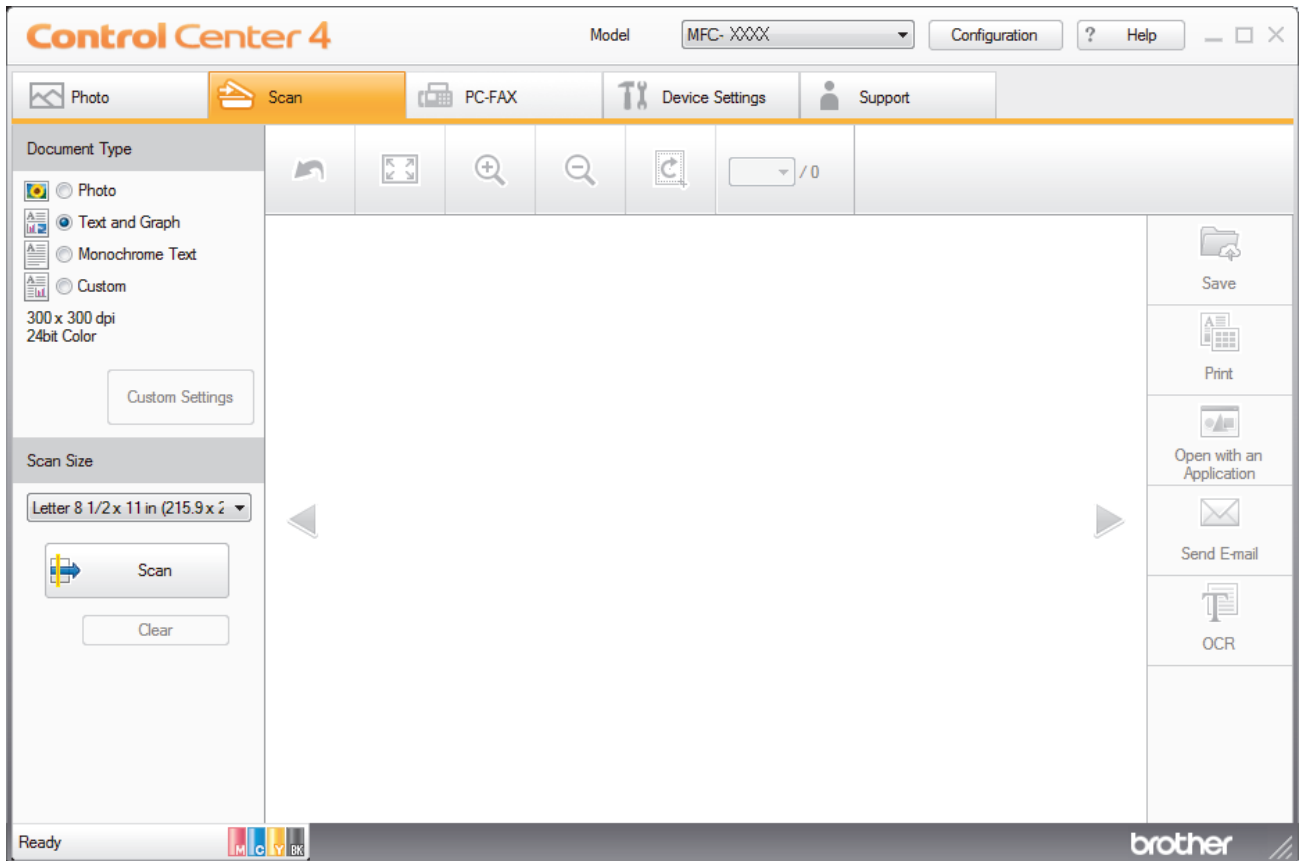 Control Center 4
Model
MFC- XXXX
Configuration
? Help
Photo
Scan
PC-FAX
Device Settings
Support
Document Type
Photo
Text and Graph
Monochrome Text
Custom
300 x 300 dpi
24bit Color
Custom Settings
Scan Size
Letter 8 1/2 x 11 in (215.9 x 2
Scan
Clear
/ 0
Save
Print
Open with an
Application
Send E-mail
OCR
Ready
M C Y BK
brother